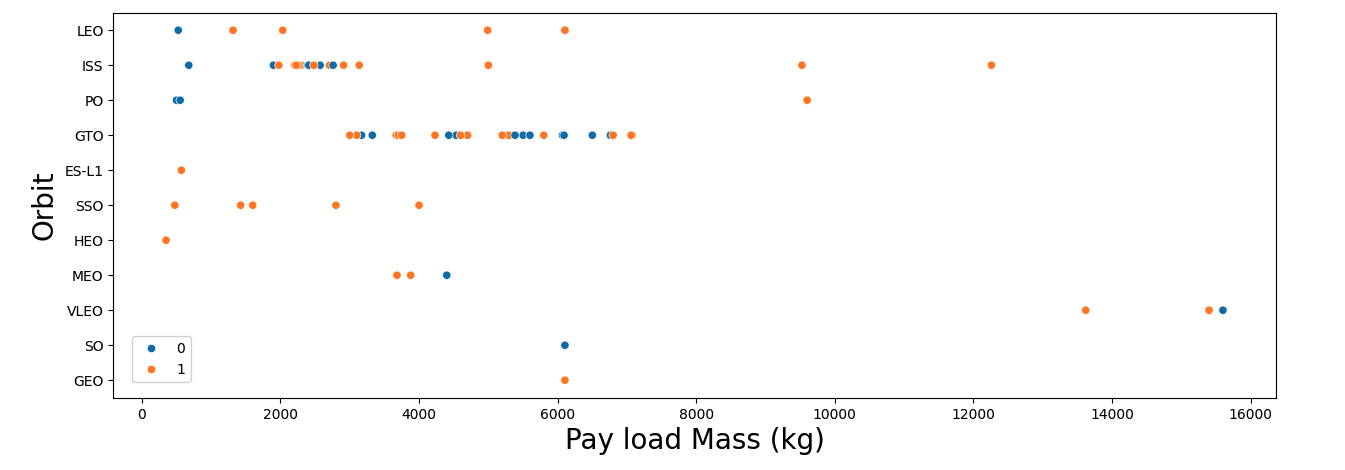 LEO
ISS
PO
GTO
ES-L1
SSO
HEO
MEO
VLEO
SO
GEO
Orbit
0
1
0 2000 4000 6000 8000 10000 12000 14000 16000
Pay load Mass (kg)